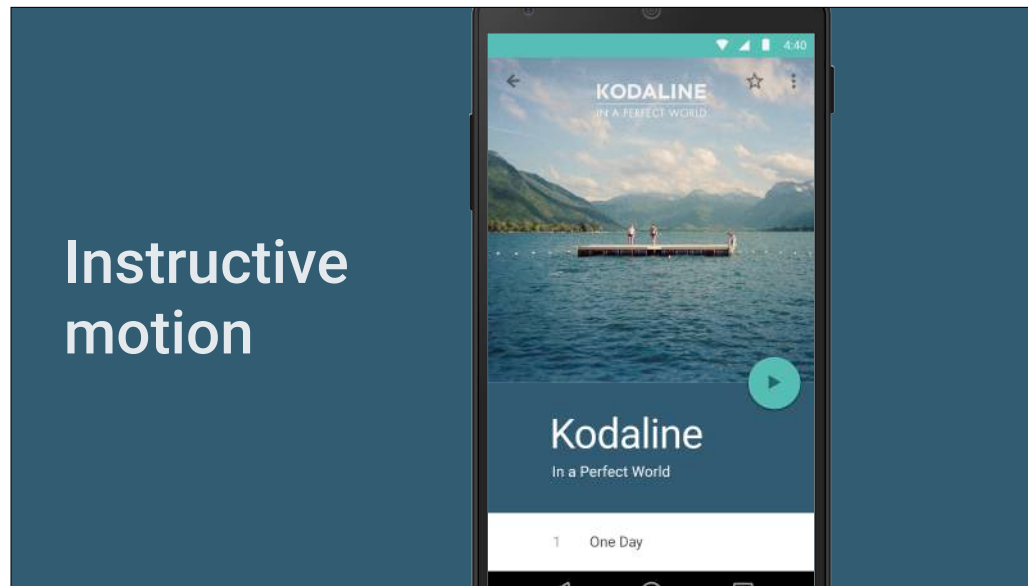 Instructive
motion
4:40
KODALINE
IN A PERFECT WORLD
Kodaline
In a Perfect World
1 One Day